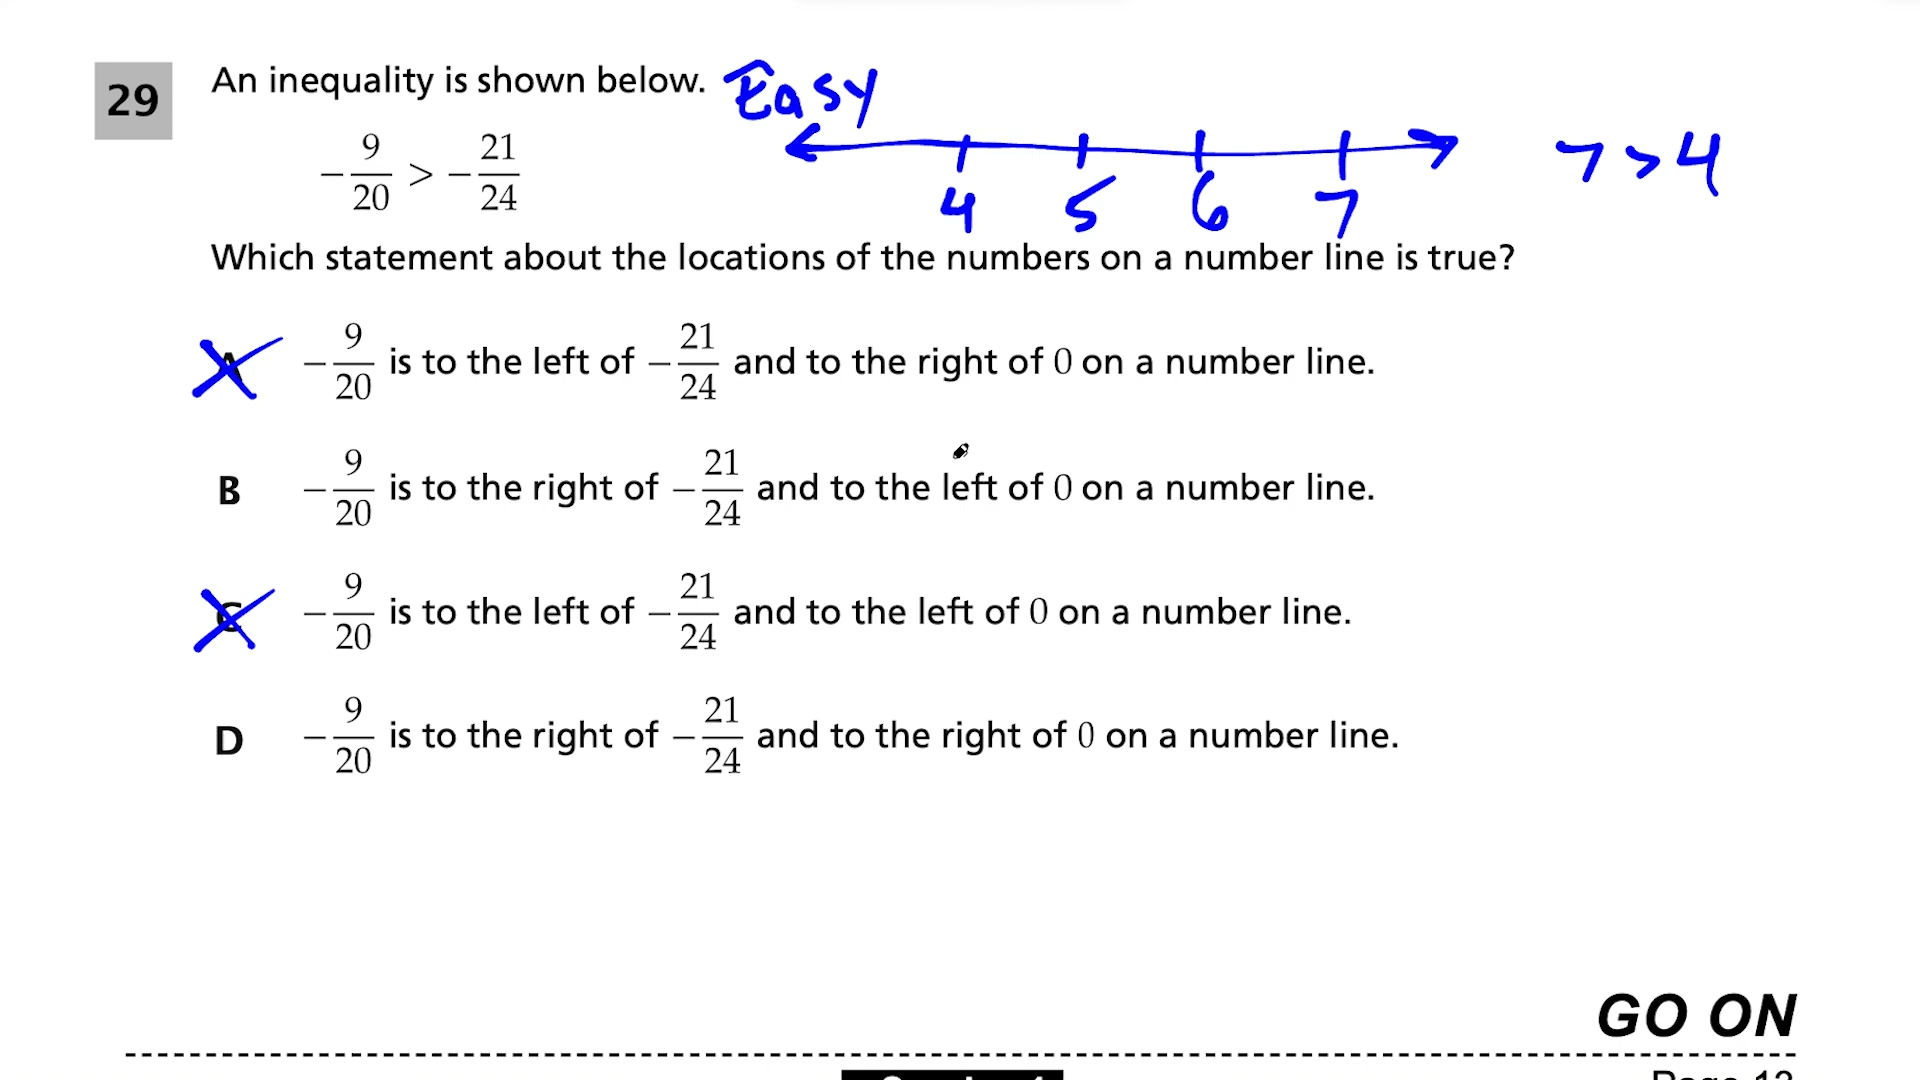 29 An inequality is shown below. Easy
-9/20 > -21/24
7 > 4
4 5 6 7
Which statement about the locations of the numbers on a number line is true?
A -9/20 is to the left of -21/24 and to the right of 0 on a number line.
B -9/20 is to the right of -21/24 and to the left of 0 on a number line.
C -9/20 is to the left of -21/24 and to the left of 0 on a number line.
D -9/20 is to the right of -21/24 and to the right of 0 on a number line.
GO ON